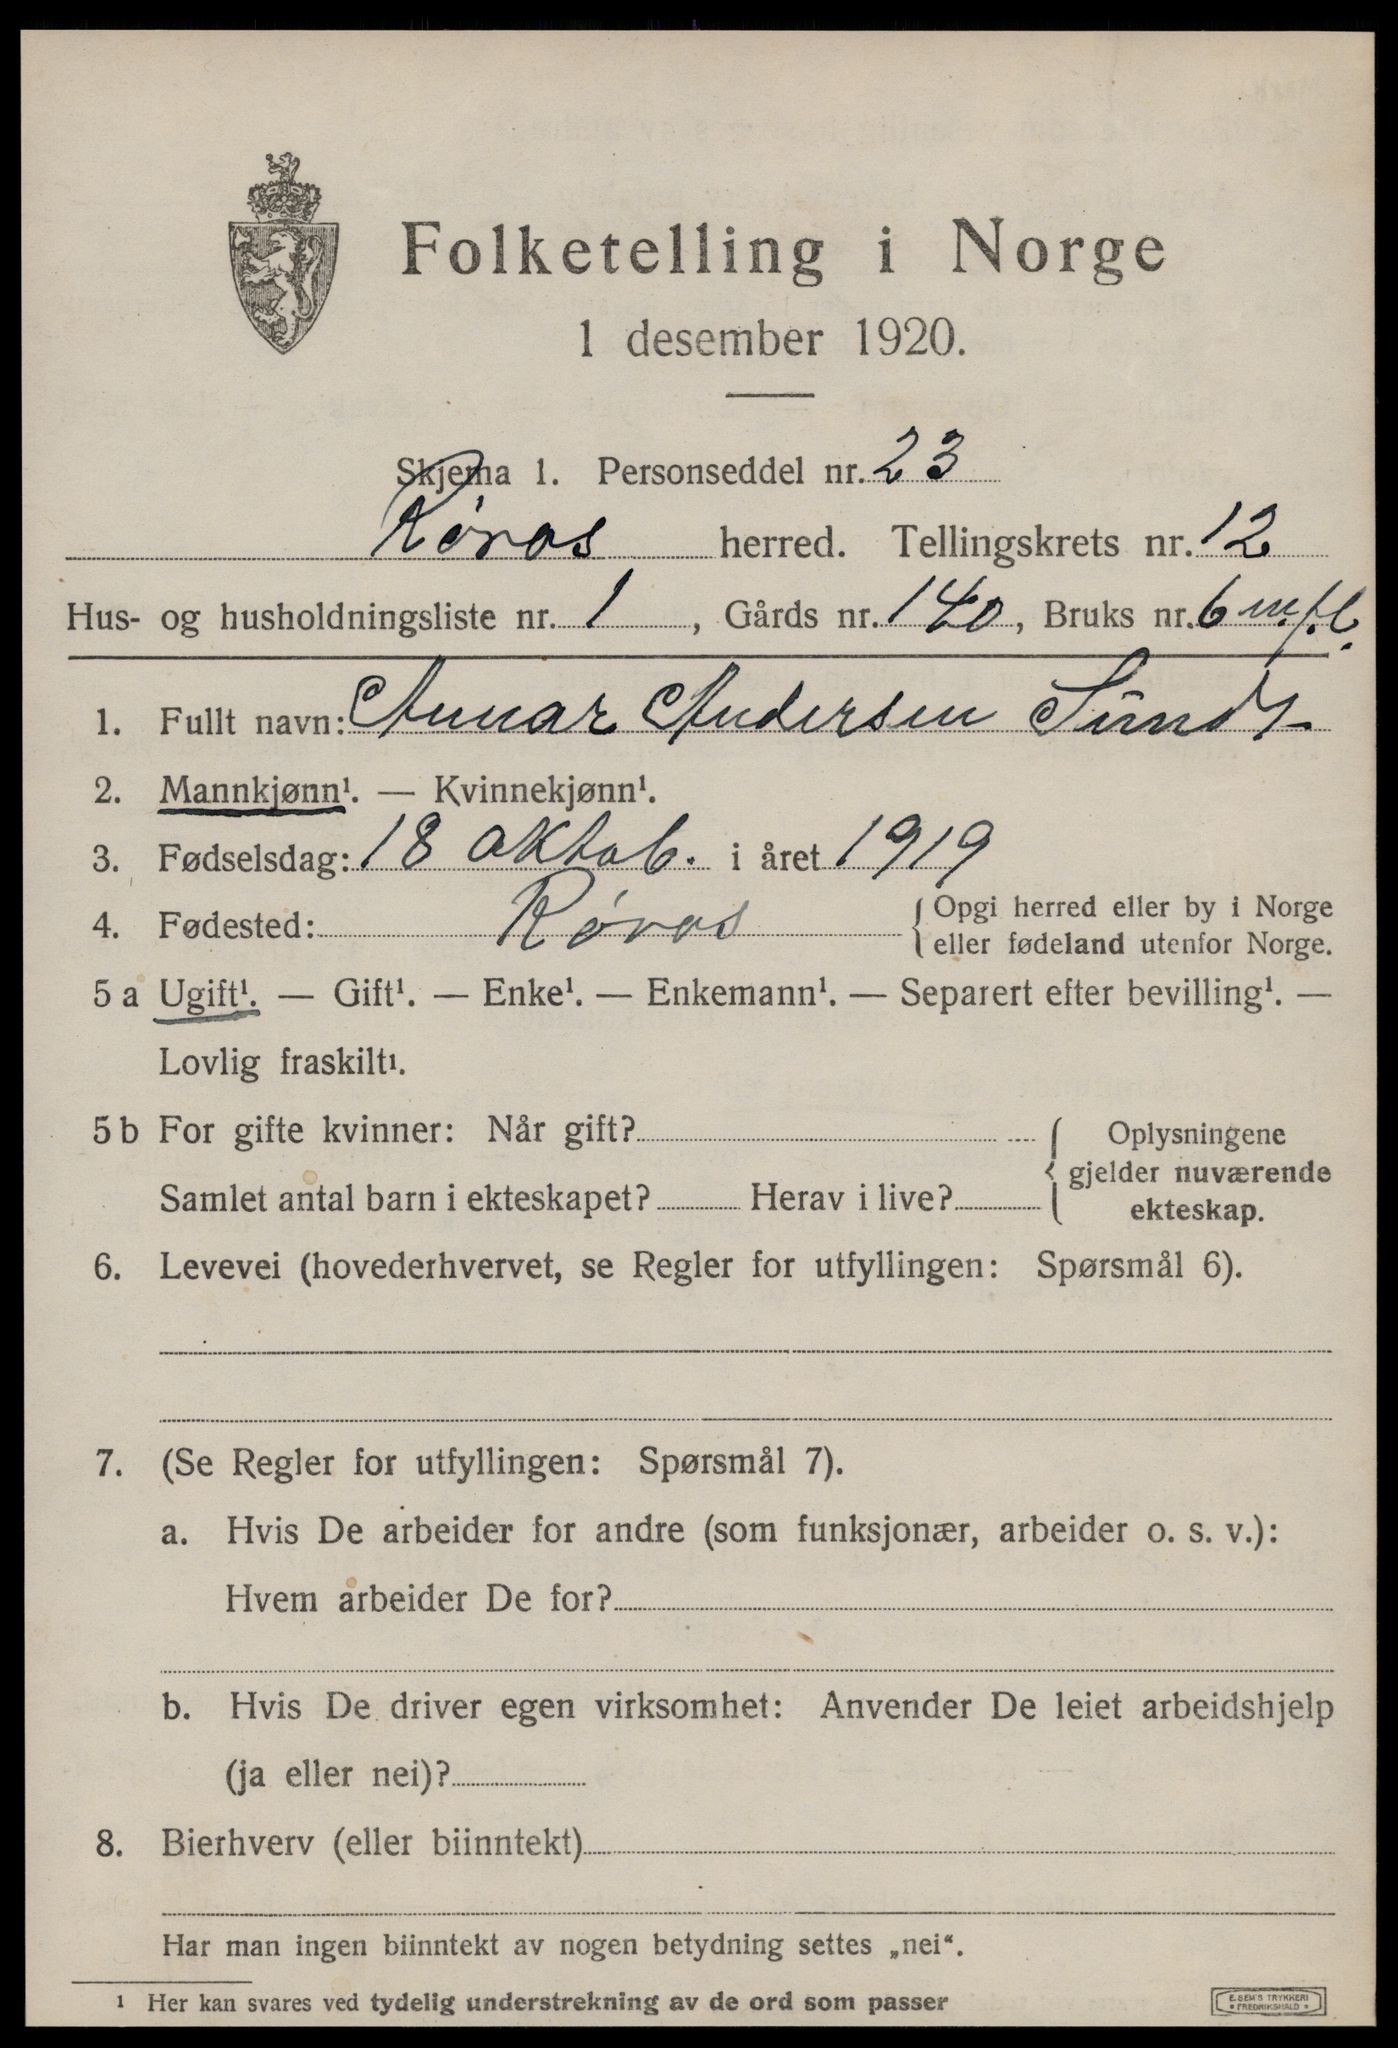 Folketelling i Norge
1 desember 1920.
Skjema 1. Personseddel nr. 23
Røros herred. Tellingskrets nr. 12
Hus- og husholdningsliste nr. 1, Gårds nr. 140, Bruks nr. 6 m.fl.
1. Fullt navn: Annar Andersen Sundt
2. Mannkjønn¹. — Kvinnekjønn¹.
3. Fødselsdag: 18 oktob. i året 1919
4. Fødested: Røros { Opgi herred eller by i Norge
eller fødeland utenfor Norge.
5 a Ugift¹. — Gift¹. — Enke¹. — Enkemann¹. — Separert efter bevilling¹. —
Lovlig fraskilt¹.
5 b For gifte kvinner: Når gift? { Oplysningene
gjelder nuværende
Samlet antal barn i ekteskapet? Herav i live? ekteskap.
6. Levevei (hovederhvervet, se Regler for utfyllingen: Spørsmål 6).
7. (Se Regler for utfyllingen: Spørsmål 7).
a. Hvis De arbeider for andre (som funksjonær, arbeider o. s. v.):
Hvem arbeider De for?
b. Hvis De driver egen virksomhet: Anvender De leiet arbeidshjelp
(ja eller nei)?
8. Bierhverv (eller biinntekt)
Har man ingen biinntekt av nogen betydning settes „nei“.
¹ Her kan svares ved tydelig understrekning av de ord som passer
E. SEM'S TRYKKERI
* FREDRIKSHALD *